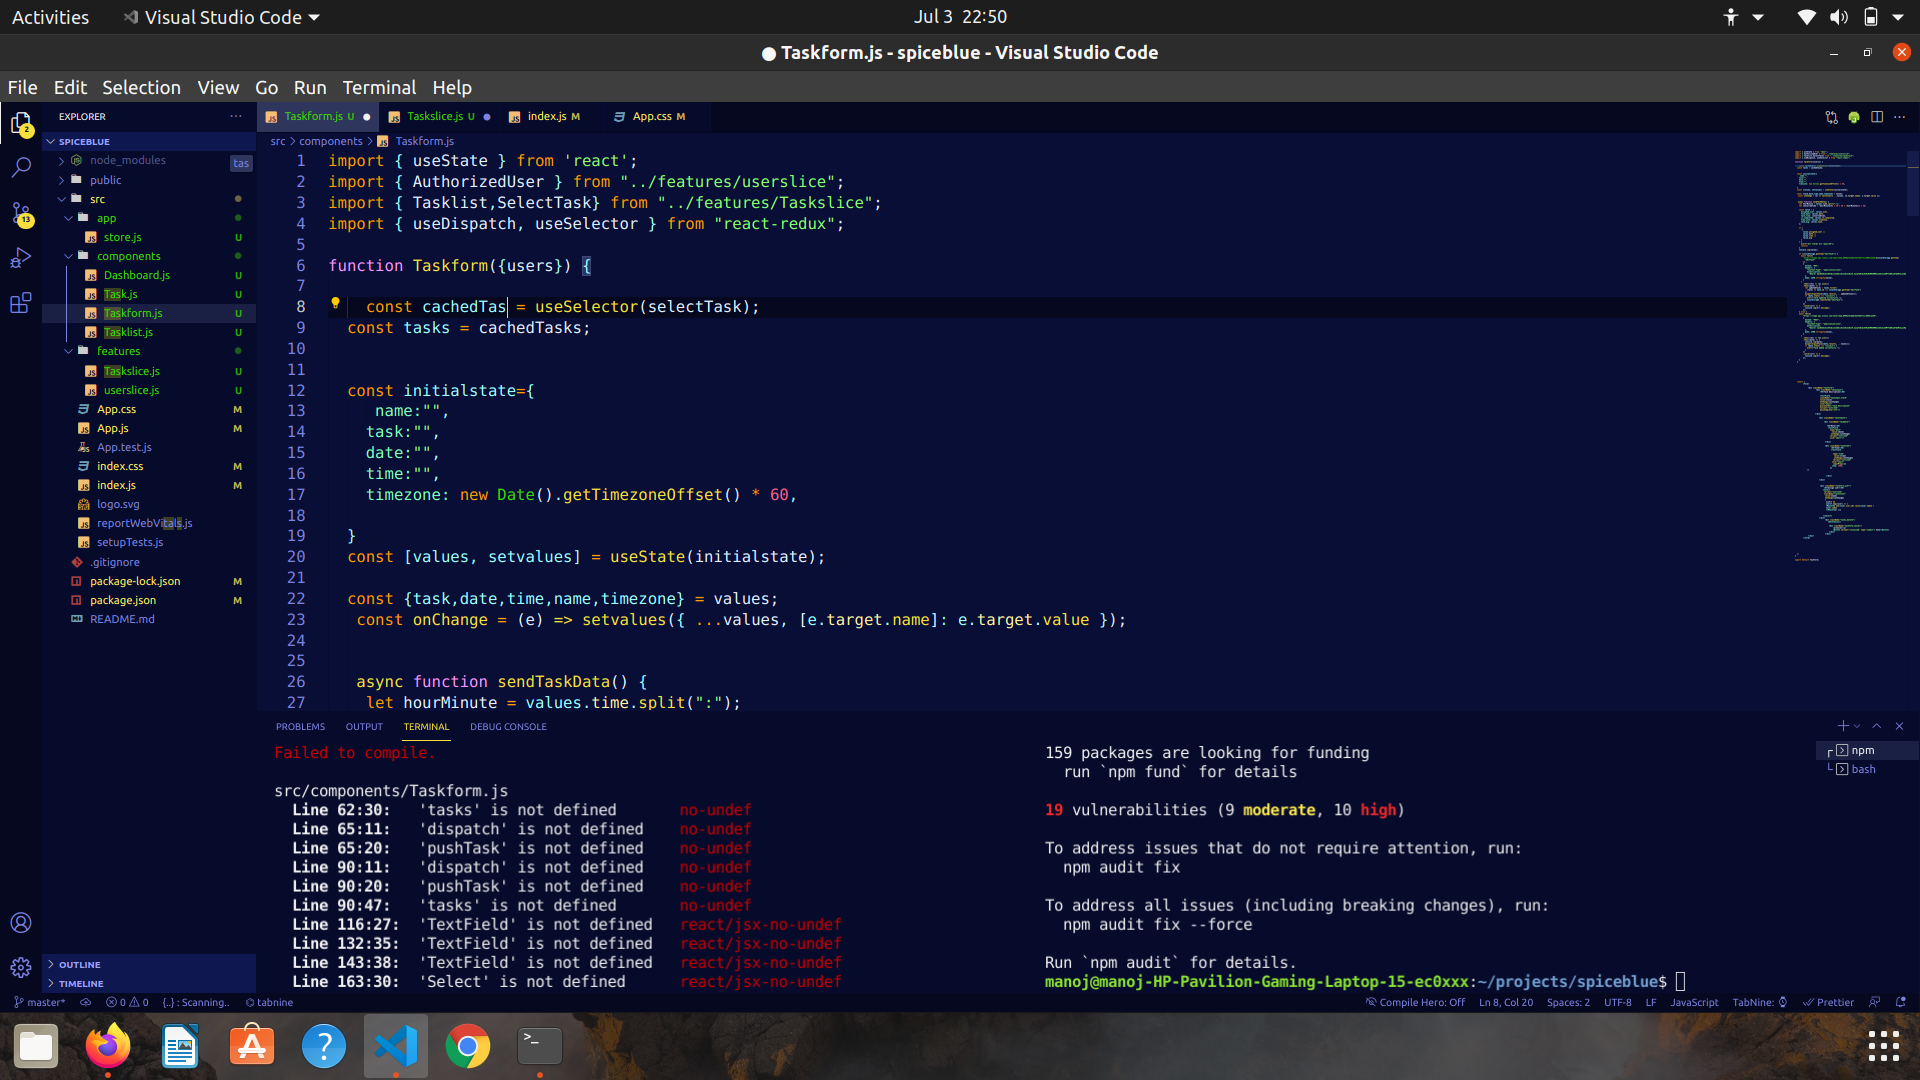 Activities
Visual Studio Code
Jul 3 22:50
● Taskform.js - spiceblue - Visual Studio Code
File Edit Selection View Go Run Terminal Help
2
13
EXPLORER
SPICEBLUE
node_modules
tas
public
src
app
store.js U
components
Dashboard.js U
Task.js U
Taskform.js U
Tasklist.js U
features
Taskslice.js U
userslice.js U
App.css M
App.js M
App.test.js
index.css M
index.js M
logo.svg
reportWebVitals.js
setupTests.js
.gitignore
package-lock.json M
package.json M
README.md
OUTLINE
TIMELINE
Taskform.js U
Taskslice.js U
index.js M
App.css M
src > components > Taskform.js
1 import { useState } from 'react';
2 import { AuthorizedUser } from "../features/userslice";
3 import { Tasklist,SelectTask} from "../features/Taskslice";
4 import { useDispatch, useSelector } from "react-redux";
5
6 function Taskform({users}) {
7
8 const cachedTas = useSelector(selectTask);
9 const tasks = cachedTasks;
10
11
12 const initialstate={
13 name:"",
14 task:"",
15 date:"",
16 time:"",
17 timezone: new Date().getTimezoneOffset() * 60,
18
19 }
20 const [values, setvalues] = useState(initialstate);
21
22 const {task,date,time,name,timezone} = values;
23 const onChange = (e) => setvalues({ ...values, [e.target.name]: e.target.value });
24
25
26 async function sendTaskData() {
27 let hourMinute = values.time.split(":");
PROBLEMS OUTPUT TERMINAL DEBUG CONSOLE
Failed to compile.
src/components/Taskform.js
Line 62:30: 'tasks' is not defined no-undef
Line 65:11: 'dispatch' is not defined no-undef
Line 65:20: 'pushTask' is not defined no-undef
Line 90:11: 'dispatch' is not defined no-undef
Line 90:20: 'pushTask' is not defined no-undef
Line 90:47: 'tasks' is not defined no-undef
Line 116:27: 'TextField' is not defined react/jsx-no-undef
Line 132:35: 'TextField' is not defined react/jsx-no-undef
Line 143:38: 'TextField' is not defined react/jsx-no-undef
Line 163:30: 'Select' is not defined react/jsx-no-undef
159 packages are looking for funding
run `npm fund` for details
19 vulnerabilities (9 moderate, 10 high)
To address issues that do not require attention, run:
npm audit fix
To address all issues (including breaking changes), run:
npm audit fix --force
Run `npm audit` for details.
manoj@manoj-HP-Pavilion-Gaming-Laptop-15-ec0xxx:~/projects/spiceblue$
npm
bash
master* 0 0 {..} : Scanning.. tabnine
Compile Hero: Off Ln 8, Col 20 Spaces: 2 UTF-8 LF JavaScript TabNine: Prettier